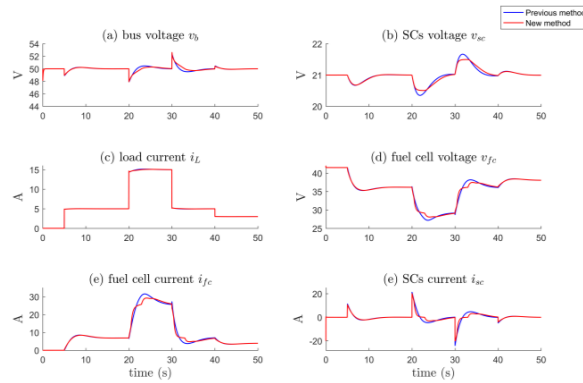 Previous method
New method
(a) bus voltage v_b
(b) SCs voltage v_sc
54
52
50
48
46
44
V
0 10 20 30 40 50
22
21
20
V
0 10 20 30 40 50
(c) load current i_L
(d) fuel cell voltage v_fc
15
10
5
0
A
0 10 20 30 40 50
40
35
30
25
V
0 10 20 30 40 50
(e) fuel cell current i_fc
(e) SCs current i_sc
30
20
10
0
A
0 10 20 30 40 50
time (s)
20
0
-20
A
0 10 20 30 40 50
time (s)